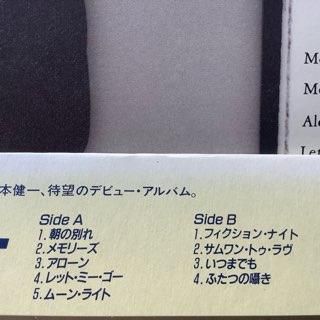 本健一、待望のデビュー・アルバム。
Side A
1. 朝の別れ
2. メモリーズ
3. アローン
4. レット・ミー・ゴー
5. ムーン・ライト
Side B
1. フィクション・ナイト
2. サムワン・トゥ・ラヴ
3. いつまでも
4. ふたつの囁き